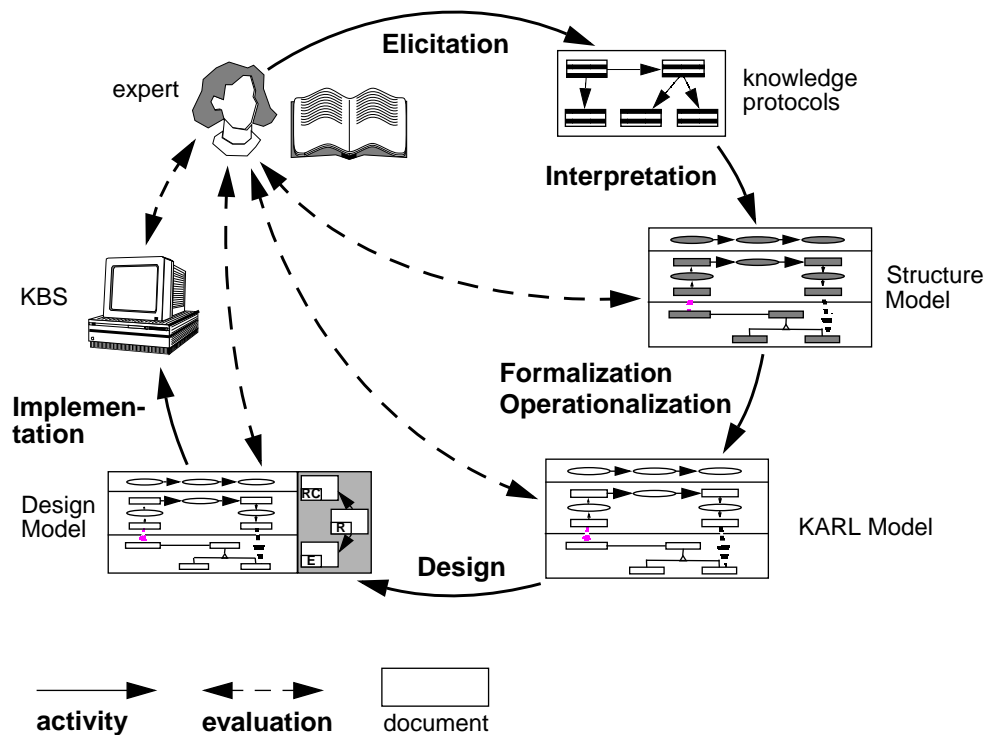 Elicitation
expert
knowledge
protocols
Interpretation
Structure
Model
KBS
Formalization
Operationalization
Implemen-
tation
Design
Model
RC
R
E
KARL Model
Design
activity
evaluation
document